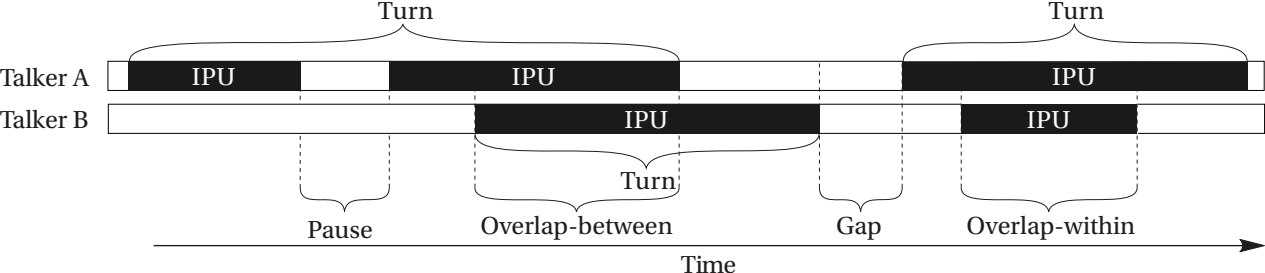 Turn Turn
Talker A IPU IPU IPU
Talker B IPU IPU
Turn
Pause Overlap-between Gap Overlap-within
Time